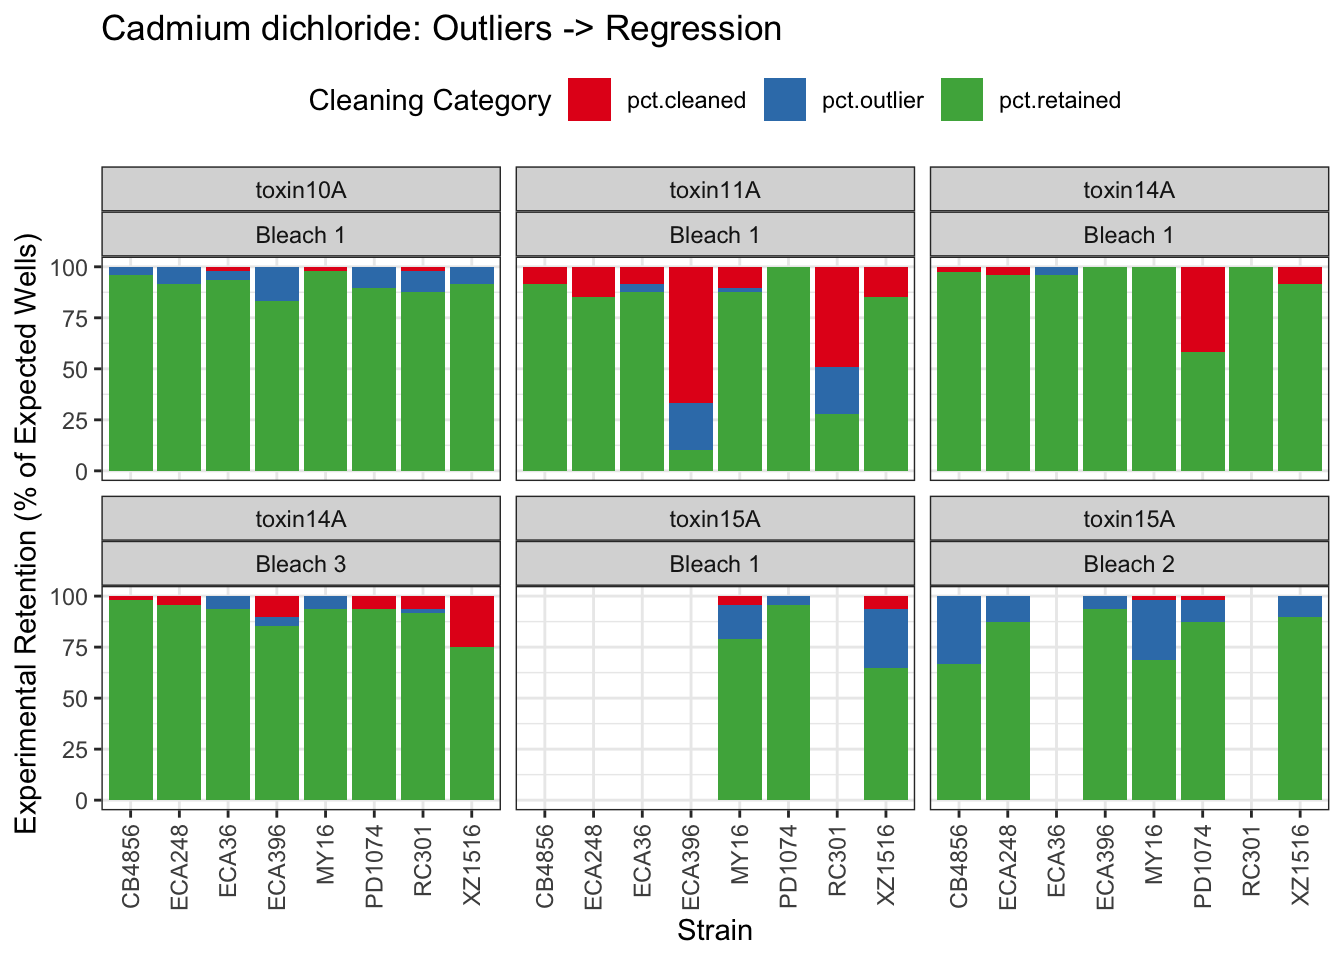 Cadmium dichloride: Outliers -> Regression
Cleaning Category pct.cleaned pct.outlier pct.retained
toxin10A toxin11A toxin14A
Bleach 1 Bleach 1 Bleach 1
100
75
50
25
0
toxin14A toxin15A toxin15A
Bleach 3 Bleach 1 Bleach 2
100
75
50
25
0
Experimental Retention (% of Expected Wells)
CB4856 ECA248 ECA36 ECA396 MY16 PD1074 RC301 XZ1516 CB4856 ECA248 ECA36 ECA396 MY16 PD1074 RC301 XZ1516 CB4856 ECA248 ECA36 ECA396 MY16 PD1074 RC301 XZ1516
Strain